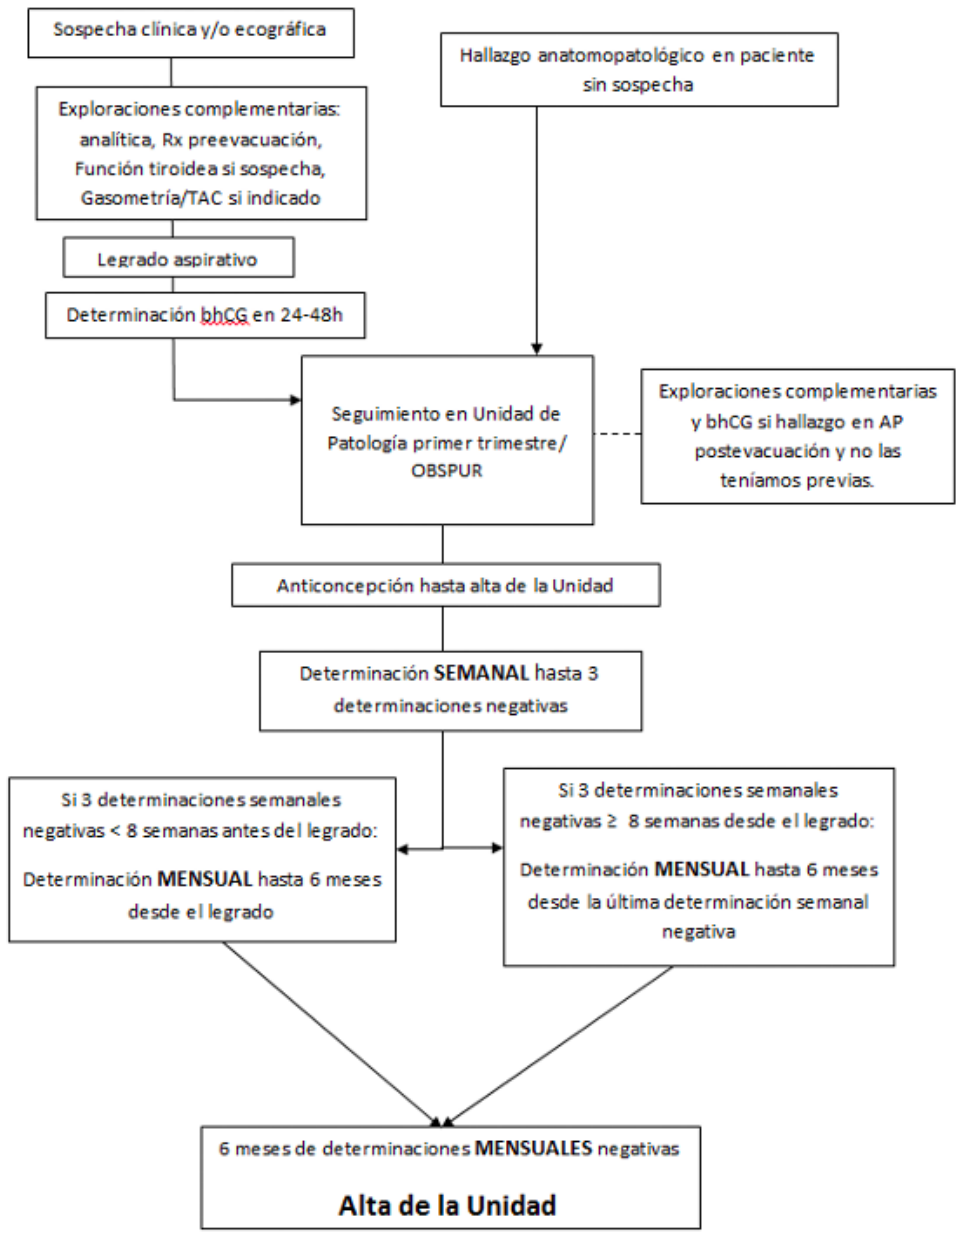 Sospecha clínica y/o ecográfica
Hallazgo anatomopatológico en paciente
sin sospecha
Exploraciones complementarias:
analítica, Rx preevacuación,
Función tiroidea si sospecha,
Gasometría/TAC si indicado
Legrado aspirativo
Determinación bhCG en 24-48h
Seguimiento en Unidad de
Patología primer trimestre/
OBSPUR
Exploraciones complementarias
y bhCG si hallazgo en AP
postevacuación y no las
teníamos previas.
Anticoncepción hasta alta de la Unidad
Determinación SEMANAL hasta 3
determinaciones negativas
Si 3 determinaciones semanales
negativas < 8 semanas antes del legrado:
Determinación MENSUAL hasta 6 meses
desde el legrado
Si 3 determinaciones semanales
negativas ≥ 8 semanas desde el legrado:
Determinación MENSUAL hasta 6 meses
desde la última determinación semanal
negativa
6 meses de determinaciones MENSUALES negativas
Alta de la Unidad